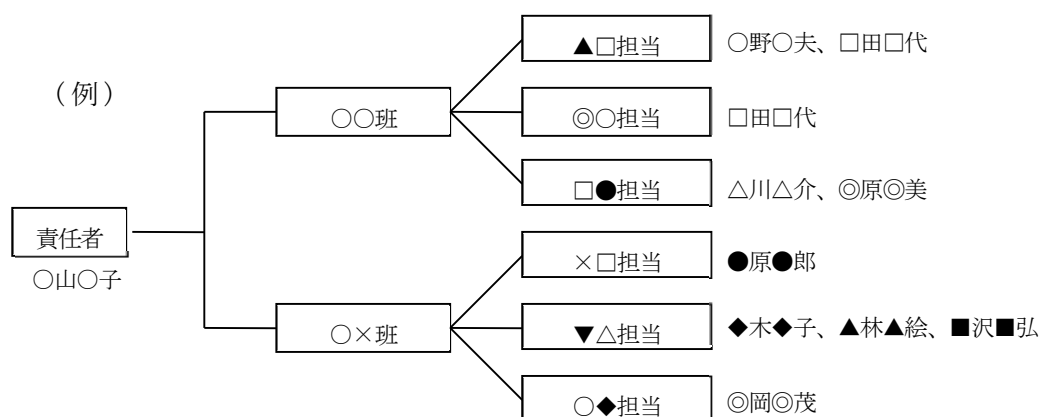 （例）
責任者
○山○子
○○班
▲□担当 ○野○夫、□田□代
◎○担当 □田□代
□●担当 △川△介、◎原◎美
○×班
×□担当 ●原●郎
▼△担当 ◆木◆子、▲林▲絵、■沢■弘
○◆担当 ◎岡◎茂